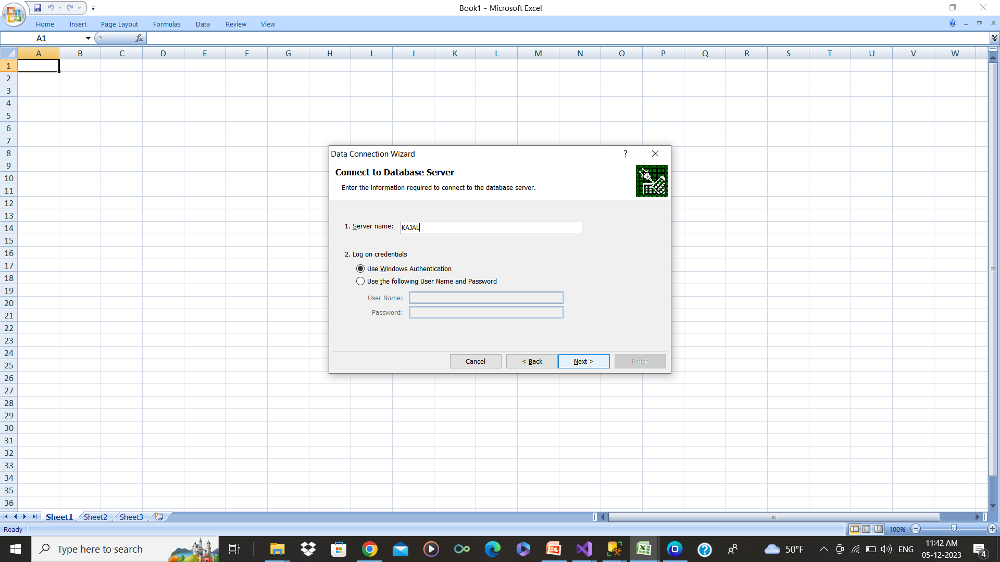 Book1 - Microsoft Excel
Home Insert Page Layout Formulas Data Review View
A1 fx
A B C D E F G H I J K L M N O P Q R S T U V W
1
2
3
4
5
6
7
8
9
10
11
12
13
14
15
16
17
18
19
20
21
22
23
24
25
26
27
28
29
30
31
32
33
34
35
36
Data Connection Wizard ?
Connect to Database Server
Enter the information required to connect to the database server.
1. Server name: KAJAL
2. Log on credentials
Use Windows Authentication
Use the following User Name and Password
User Name:
Password:
Cancel < Back Next > Finish
Sheet1 Sheet2 Sheet3
Ready 100%
Type here to search 50°F ENG 11:42 AM
05-12-2023 4